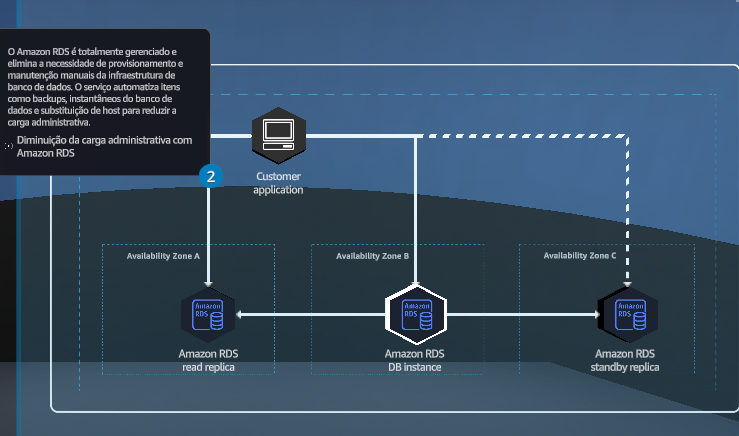 O Amazon RDS é totalmente gerenciado e
elimina a necessidade de provisionamento e
manutenção manuais da infraestrutura de
banco de dados. O serviço automatiza itens
como backups, instantâneos do banco de
dados e substituição de host para reduzir a
carga administrativa.
Diminuição da carga administrativa com
Amazon RDS
2
Customer
application
Availability Zone A
Availability Zone B
Availability Zone C
Amazon
RDS
Amazon
RDS
Amazon
RDS
Amazon RDS
read replica
Amazon RDS
DB instance
Amazon RDS
standby replica